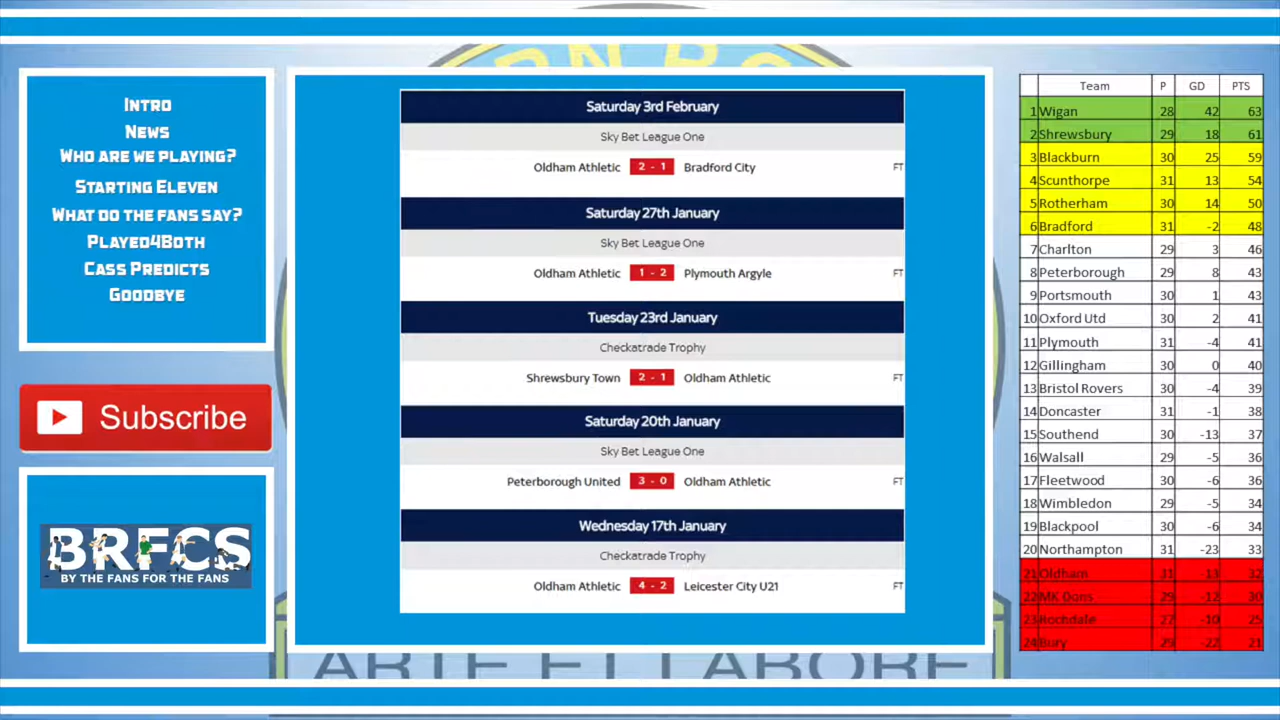 INTRO
NEWS
WHO ARE WE PLAYING?
STARTING ELEVEN
WHAT DO THE FANS SAY?
PLAYED4BOTH
CASS PREDICTS
GOODBYE
Subscribe
BRFCS
BY THE FANS FOR THE FANS
Saturday 3rd February
Sky Bet League One
Oldham Athletic 2 - 1 Bradford City FT
Saturday 27th January
Sky Bet League One
Oldham Athletic 1 - 2 Plymouth Argyle FT
Tuesday 23rd January
Checkatrade Trophy
Shrewsbury Town 2 - 1 Oldham Athletic FT
Saturday 20th January
Sky Bet League One
Peterborough United 3 - 0 Oldham Athletic FT
Wednesday 17th January
Checkatrade Trophy
Oldham Athletic 4 - 2 Leicester City U21 FT
Team P GD PTS
1 Wigan 28 42 63
2 Shrewsbury 29 18 61
3 Blackburn 30 25 59
4 Scunthorpe 31 13 54
5 Rotherham 30 14 50
6 Bradford 31 -2 48
7 Charlton 29 3 46
8 Peterborough 29 8 43
9 Portsmouth 30 1 43
10 Oxford Utd 30 2 41
11 Plymouth 31 -4 41
12 Gillingham 30 0 40
13 Bristol Rovers 30 -4 39
14 Doncaster 31 -1 38
15 Southend 30 -13 37
16 Walsall 29 -5 36
17 Fleetwood 30 -6 36
18 Wimbledon 29 -5 34
19 Blackpool 30 -6 34
20 Northampton 31 -23 33
21 Oldham 31 -13 32
22 MK Dons 29 -12 30
23 Rochdale 27 -10 25
24 Bury 29 -22 21
ARTE ET LABORE